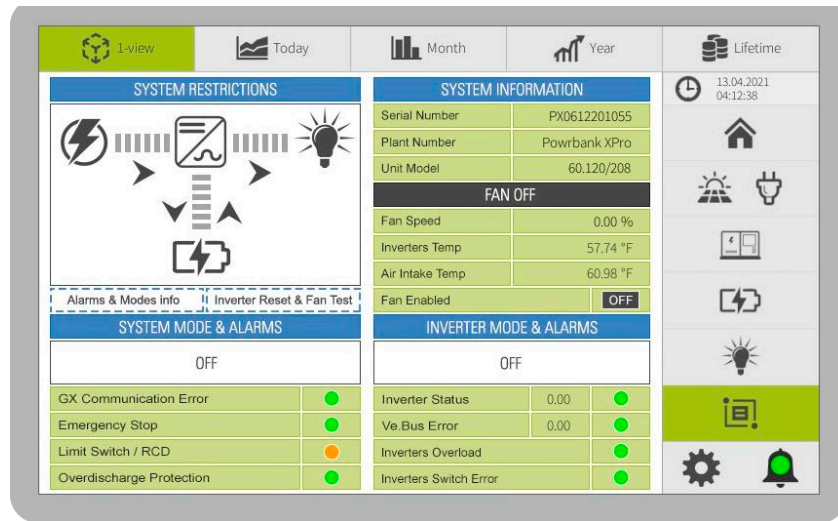 1-view
Today
Month
Year
Lifetime
SYSTEM RESTRICTIONS
Alarms & Modes info
Inverter Reset & Fan Test
SYSTEM INFORMATION
Serial Number PX0612201055
Plant Number Powrbank XPro
Unit Model 60.120/208
FAN OFF
Fan Speed 0.00 %
Inverters Temp 57.74 °F
Air Intake Temp 60.98 °F
Fan Enabled OFF
SYSTEM MODE & ALARMS
OFF
GX Communication Error
Emergency Stop
Limit Switch / RCD
Overdischarge Protection
INVERTER MODE & ALARMS
OFF
Inverter Status 0.00
Ve.Bus Error 0.00
Inverters Overload
Inverters Switch Error
13.04.2021
04:12:38